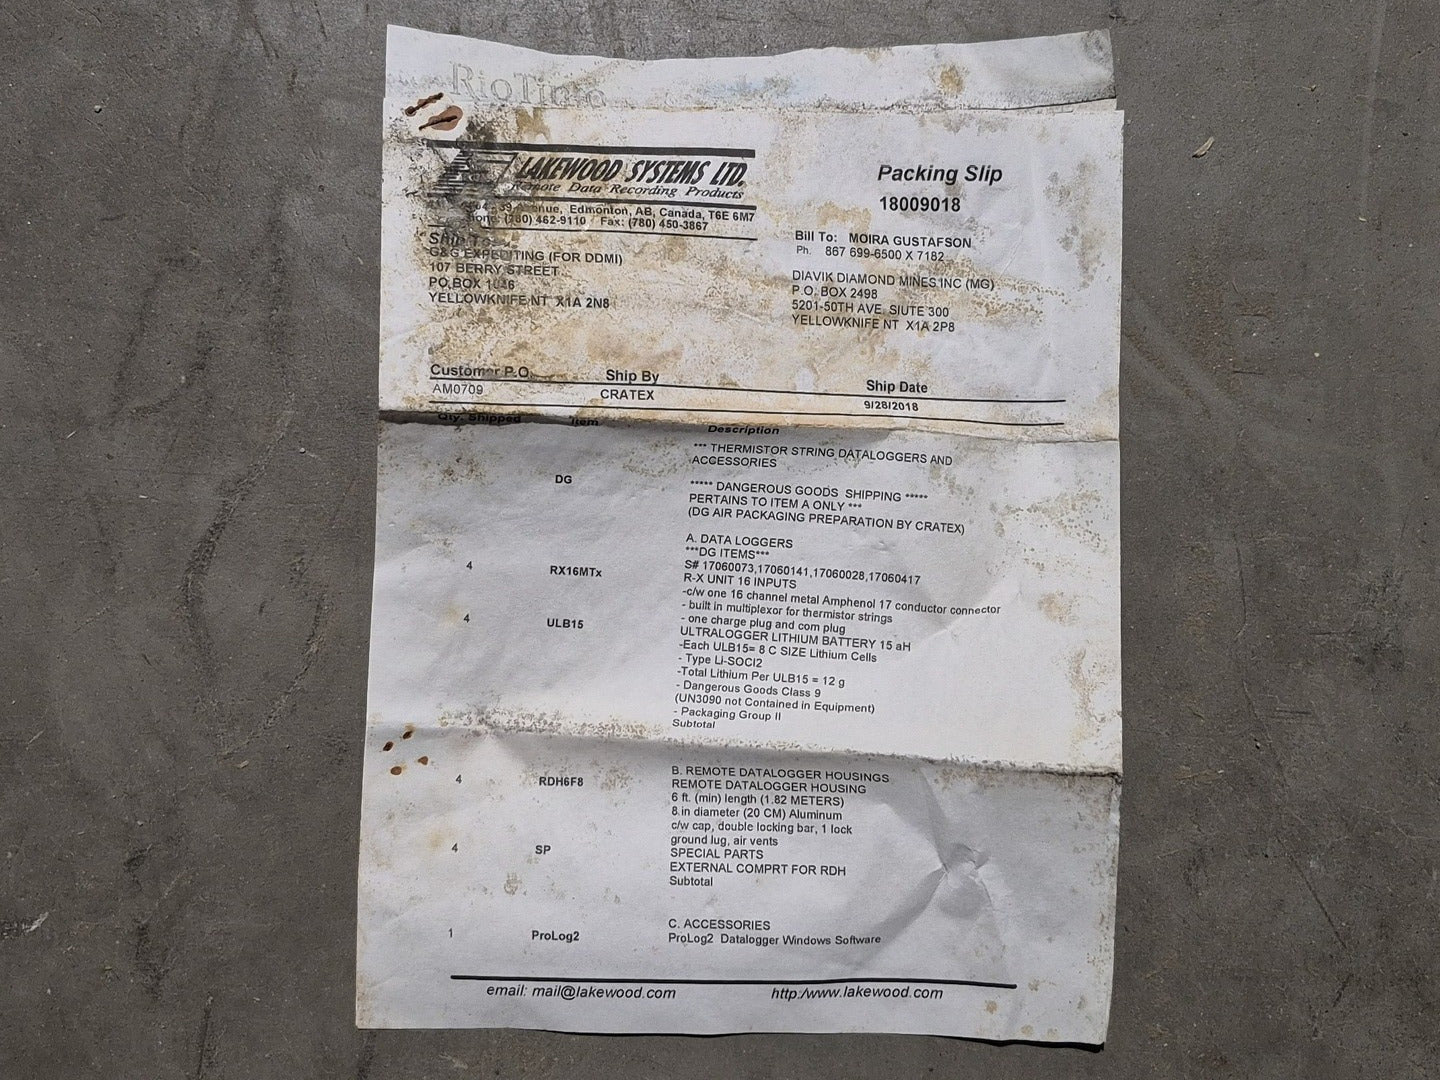 RioTinto
LAKEWOOD SYSTEMS LTD.
Remote Data Recording Products
39 Avenue, Edmonton, AB, Canada, T6E 6M7
Phone: (780) 462-9110 Fax: (780) 450-3867
Packing Slip
18009018
Ship To:
G&G EXPEDITING (FOR DDMI)
107 BERRY STREET
PO,BOX 1046
YELLOWKNIFE NT X1A 2N8
Bill To: MOIRA GUSTAFSON
Ph. 867 699-6500 X 7182
DIAVIK DIAMOND MINES INC (MG)
P.O. BOX 2498
5201-50TH AVE. SIUTE 300
YELLOWKNIFE NT X1A 2P8
Customer P.O. Ship By Ship Date
AM0709 CRATEX 9/28/2018
Qty. Shipped Item Description
*** THERMISTOR STRING DATALOGGERS AND
ACCESSORIES
DG
***** DANGEROUS GOODS SHIPPING *****
PERTAINS TO ITEM A ONLY ***
(DG AIR PACKAGING PREPARATION BY CRATEX)
A. DATA LOGGERS
***DG ITEMS***
S# 17060073,17060141,17060028,17060417
4 RX16MTx R-X UNIT 16 INPUTS
-c/w one 16 channel metal Amphenol 17 conductor connector
- built in multiplexor for thermistor strings
- one charge plug and com plug
4 ULB15 ULTRALOGGER LITHIUM BATTERY 15 aH
-Each ULB15= 8 C SIZE Lithium Cells
- Type Li-SOCl2
-Total Lithium Per ULB15 = 12 g
- Dangerous Goods Class 9
(UN3090 not Contained in Equipment)
- Packaging Group II
Subtotal
B. REMOTE DATALOGGER HOUSINGS
4 RDH6F8 REMOTE DATALOGGER HOUSING
6 ft. (min) length (1.82 METERS)
8 in diameter (20 CM) Aluminum
c/w cap, double locking bar, 1 lock
ground lug, air vents
4 SP SPECIAL PARTS
EXTERNAL COMPRT FOR RDH
Subtotal
C. ACCESSORIES
1 ProLog2 ProLog2 Datalogger Windows Software
email: mail@lakewood.com http:/www.lakewood.com